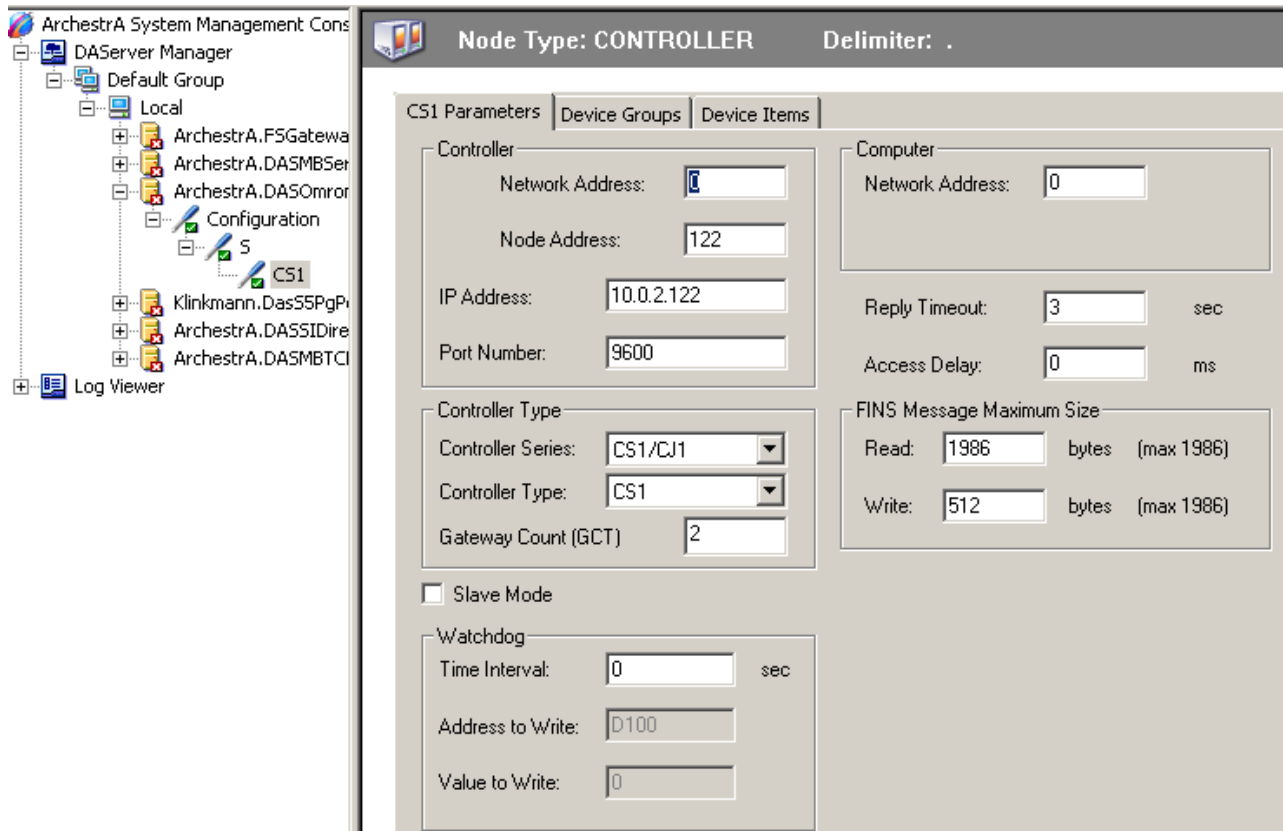 ArchestrA System Management Cons
DAServer Manager
Default Group
Local
ArchestrA.FSGatewa
ArchestrA.DASMBSer
ArchestrA.DASOmron
Configuration
S
CS1
Klinkmann.DasS5PgPo
ArchestrA.DASSIDire
ArchestrA.DASMBTCI
Log Viewer
Node Type: CONTROLLER Delimiter: .
CS1 Parameters Device Groups Device Items
Controller
Network Address: 0
Node Address: 122
IP Address: 10.0.2.122
Port Number: 9600
Controller Type
Controller Series: CS1/CJ1
Controller Type: CS1
Gateway Count (GCT) 2
Slave Mode
Watchdog
Time Interval: 0 sec
Address to Write: D100
Value to Write: 0
Computer
Network Address: 0
Reply Timeout: 3 sec
Access Delay: 0 ms
FINS Message Maximum Size
Read: 1986 bytes (max 1986)
Write: 512 bytes (max 1986)